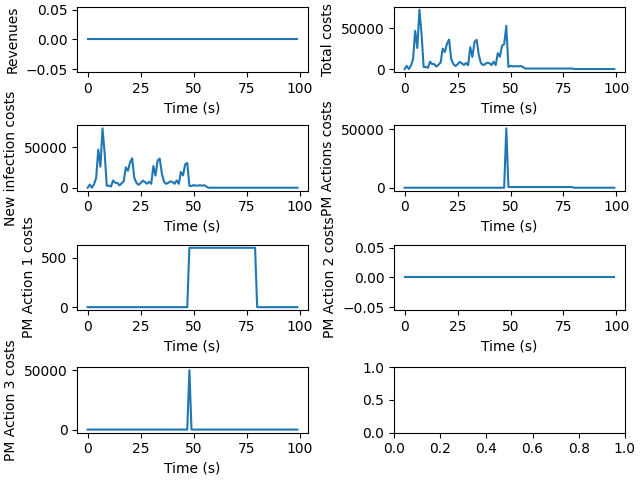 Revenues
0.05
0.00
−0.05
0 25 50 75 100
Time (s)
Total costs
50000
0
0 25 50 75 100
Time (s)
New infection costs
50000
0
0 25 50 75 100
Time (s)
PM Actions costs
50000
0
0 25 50 75 100
Time (s)
PM Action 1 costs
500
0
0 25 50 75 100
Time (s)
PM Action 2 costs
0.05
0.00
−0.05
0 25 50 75 100
Time (s)
PM Action 3 costs
50000
0
0 25 50 75 100
Time (s)
1.0
0.5
0.0
0.0 0.2 0.4 0.6 0.8 1.0